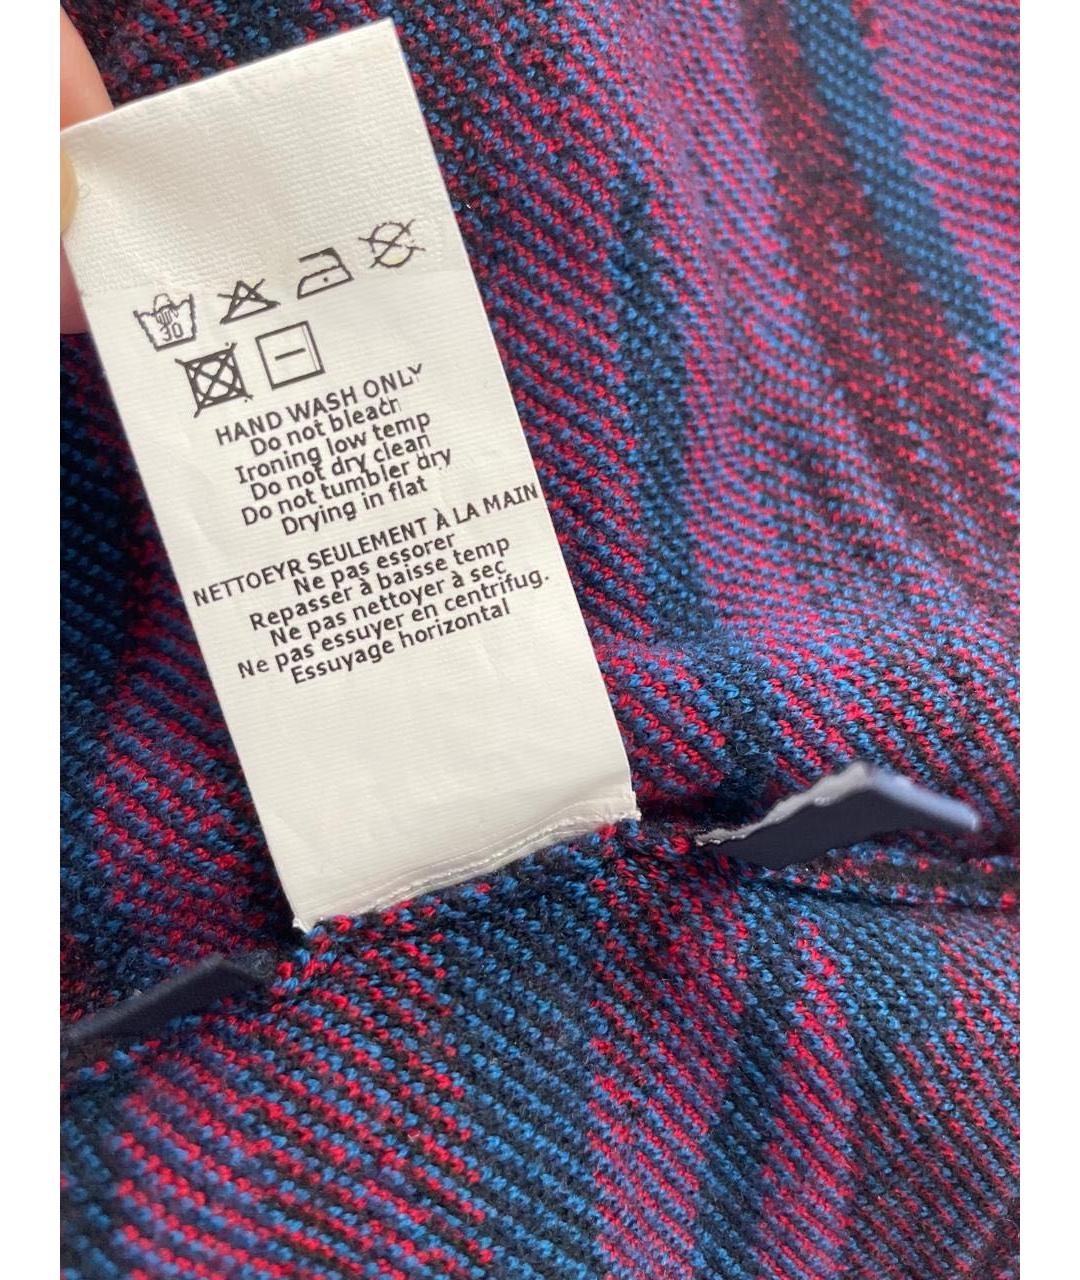 30
HAND WASH ONLY
Do not bleach
Ironing low temp
Do not dry clean
Do not tumbler dry
Drying in flat
NETTOEYR SEULEMENT À LA MAIN
Ne pas essorer
Repasser à baisse temp
Ne pas nettoyer à sec
Ne pas essuyer en centrifug.
Essuyage horizontal